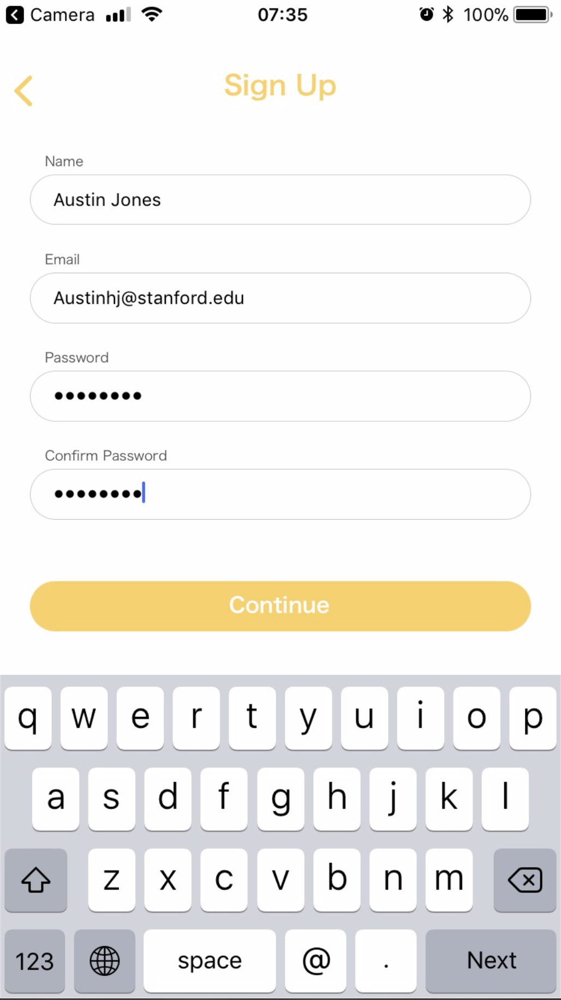 Camera 07:35 100%
Sign Up
Name
Austin Jones
Email
Austinhj@stanford.edu
Password
••••••••
Confirm Password
••••••••
Continue
q w e r t y u i o p
a s d f g h j k l
z x c v b n m
123 space @ . Next